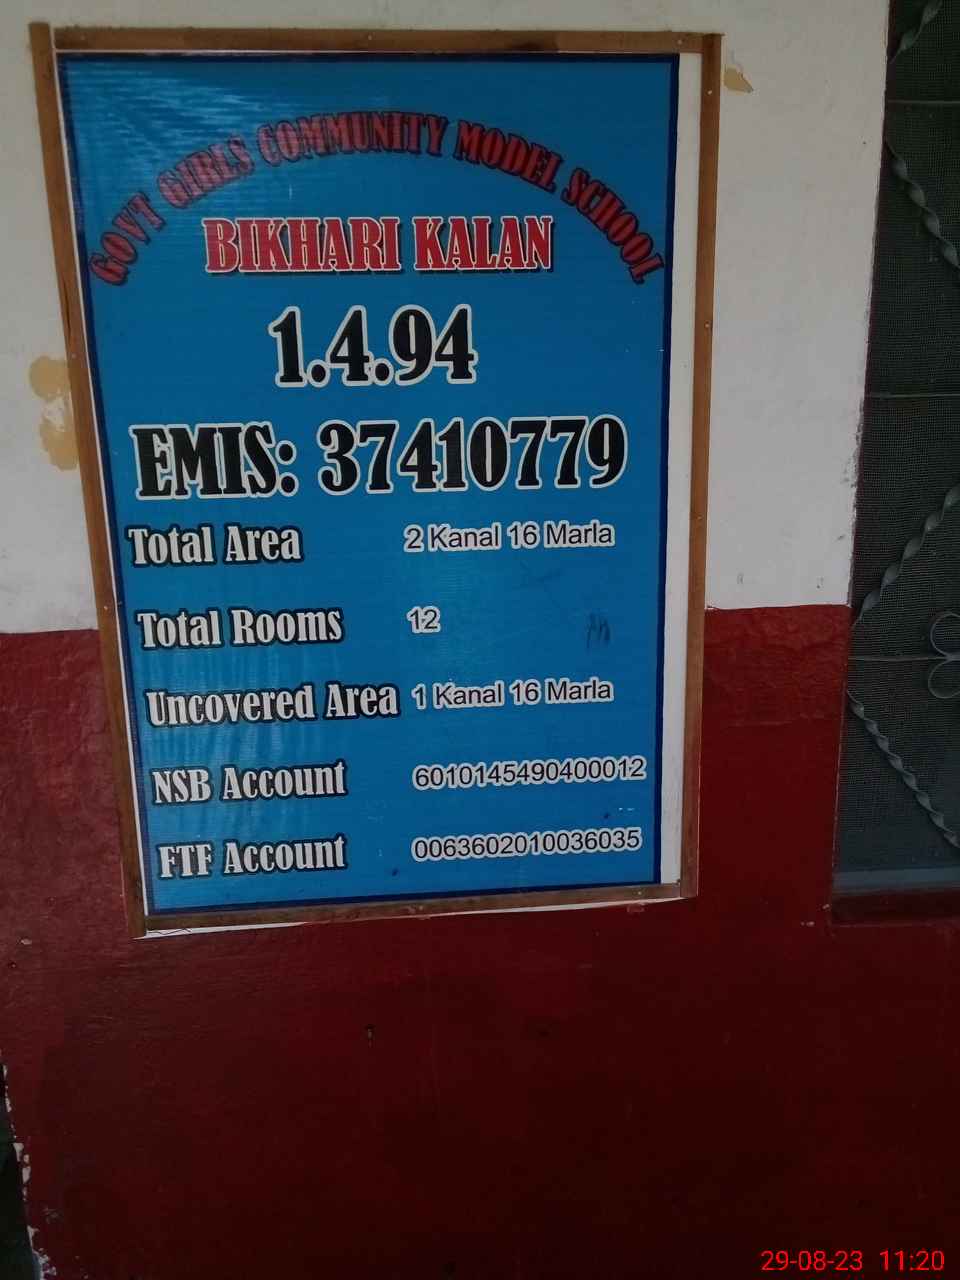 GOVT GIRLS COMMUNITY MODEL SCHOOL
BIKHARI KALAN
1.4.94
EMIS: 37410779
Total Area 2 Kanal 16 Marla
Total Rooms 12
Uncovered Area 1 Kanal 16 Marla
NSB Account 6010145490400012
FTF Account 0063602010036035
29-08-23 11:20